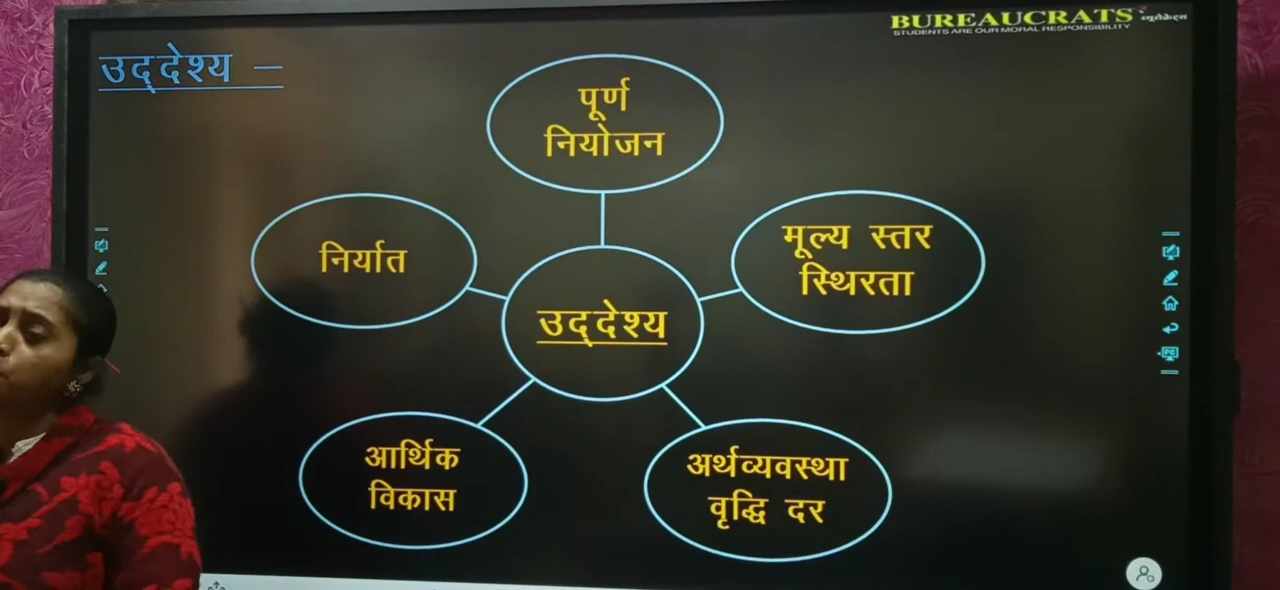 BUREAUCRATS ब्यूरोक्रेट्स
STUDENTS ARE OUR MORAL RESPONSIBILITY
उद्देश्य –
पूर्ण
नियोजन
निर्यात
मूल्य स्तर
स्थिरता
उद्देश्य
आर्थिक
विकास
अर्थव्यवस्था
वृद्धि दर